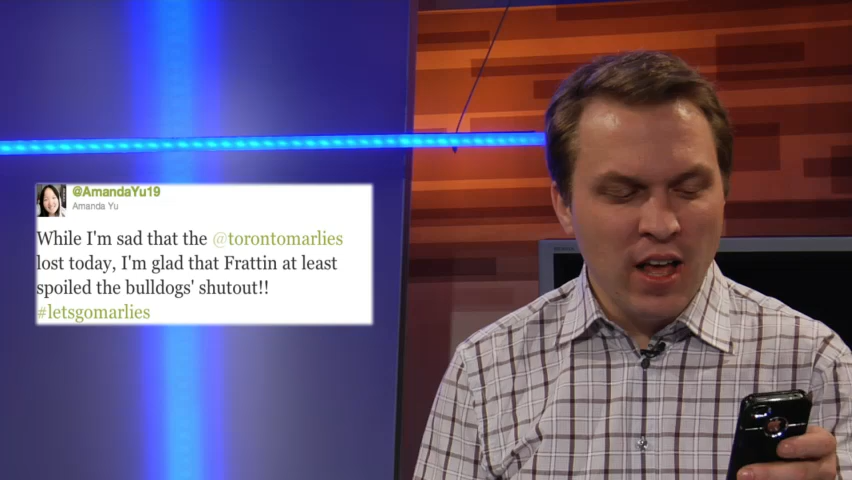 @AmandaYu19
Amanda Yu
While I'm sad that the @torontomarlies
lost today, I'm glad that Frattin at least
spoiled the bulldogs' shutout!!
#letsgomarlies